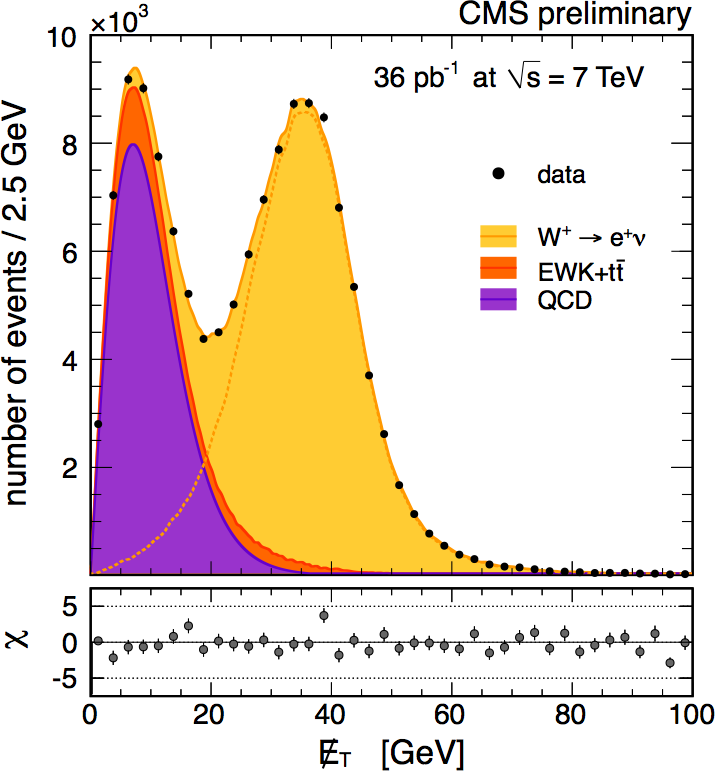 ×10³ CMS preliminary
36 pb⁻¹ at √s = 7 TeV
number of events / 2.5 GeV
10
8
6
4
2
data
W⁺ → e⁺ν
EWK+tt̄
QCD
χ
5
0
-5
0 20 40 60 80 100
E̸_T [GeV]